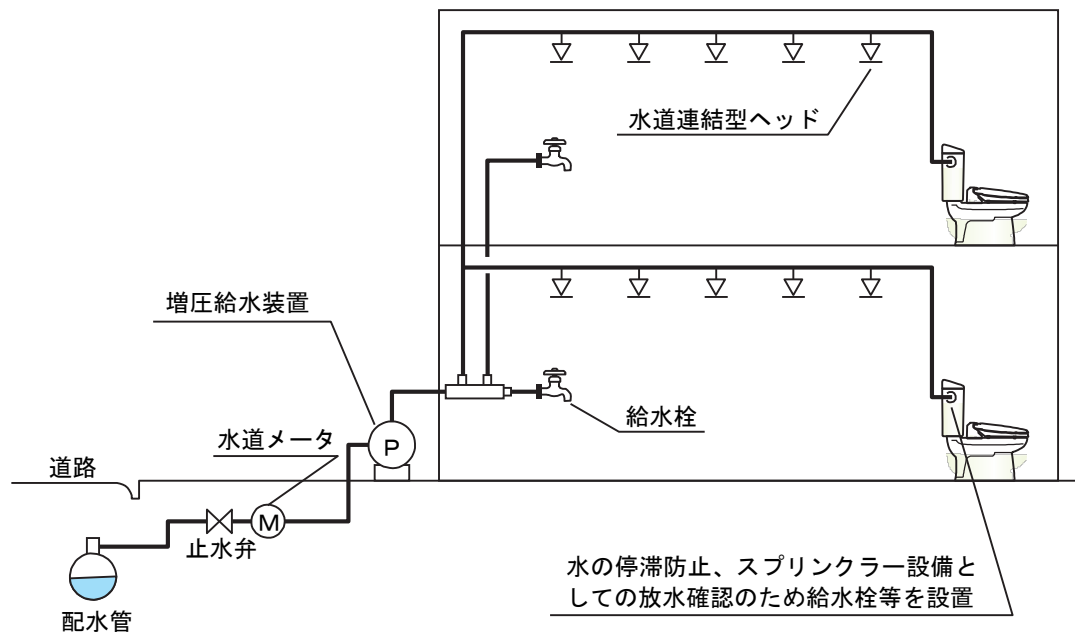 水道連結型ヘッド
増圧給水装置
給水栓
水道メータ
P
道路
M
止水弁
配水管
水の停滞防止、スプリンクラー設備と
しての放水確認のため給水栓等を設置